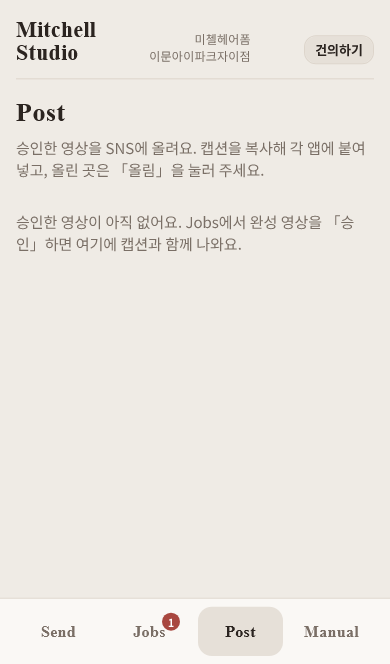 Mitchell
Studio
미젤헤어폼
이문아이파크자이점
건의하기
Post
승인한 영상을 SNS에 올려요. 캡션을 복사해 각 앱에 붙여
넣고, 올린 곳은 「올림」을 눌러 주세요.
승인한 영상이 아직 없어요. Jobs에서 완성 영상을 「승
인」하면 여기에 캡션과 함께 나와요.
Send
Jobs
1
Post
Manual